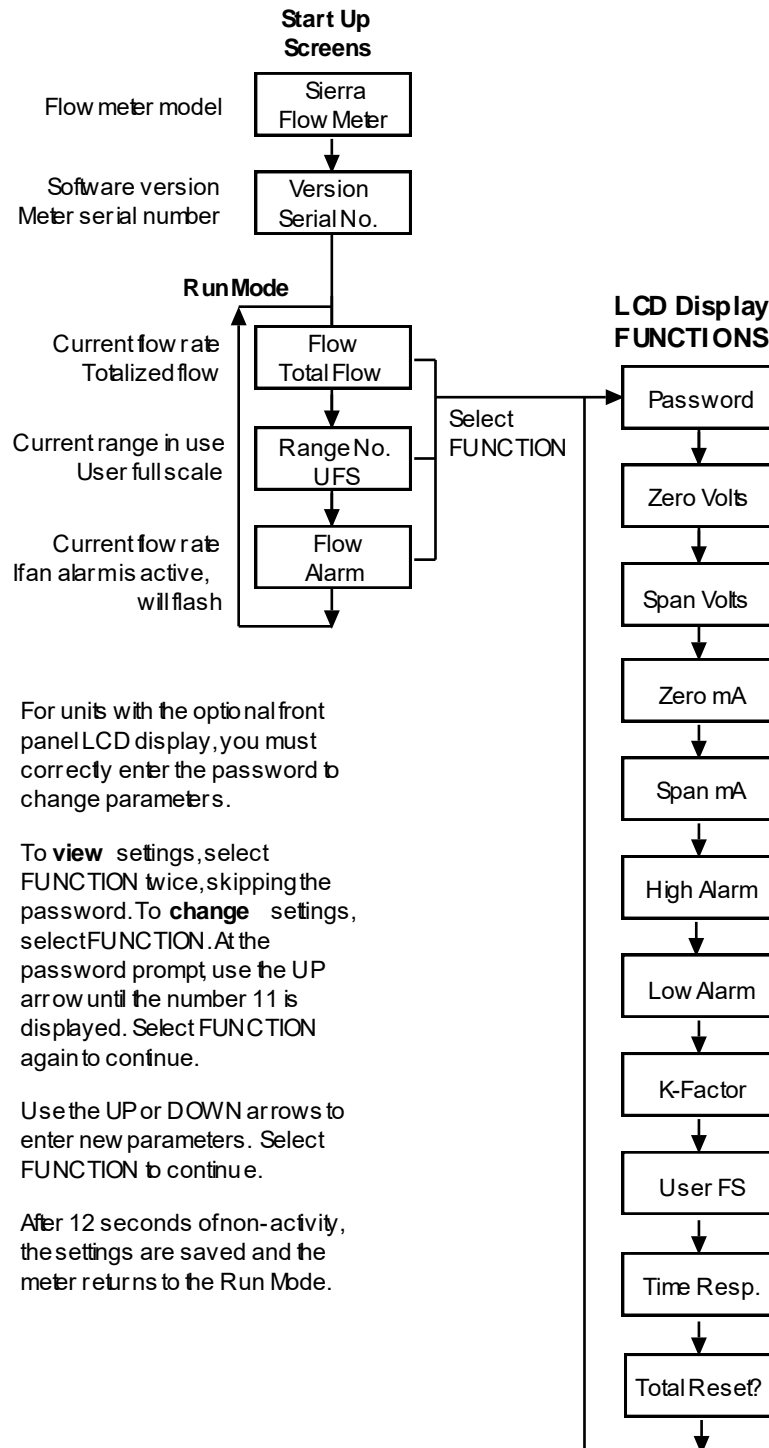 Start Up
Screens
Flow meter model
Sierra
Flow Meter
Software version
Meter serial number
Version
Serial No.
Run Mode
Current flow rate
Totalized flow
Flow
Total Flow
Current range in use
User full scale
Range No.
UFS
Current flow rate
If an alarm is active,
will flash
Flow
Alarm
Select
FUNCTION
LCD Display
FUNCTIONS
Password
Zero Volts
Span Volts
Zero mA
Span mA
High Alarm
Low Alarm
K-Factor
User FS
Time Resp.
Total Reset?
For units with the optional front
panel LCD display, you must
correctly enter the password to
change parameters.
To view settings, select
FUNCTION twice, skipping the
password. To change settings,
select FUNCTION. At the
password prompt, use the UP
arrow until the number 11 is
displayed. Select FUNCTION
again to continue.
Use the UP or DOWN arrows to
enter new parameters. Select
FUNCTION to continue.
After 12 seconds of non-activity,
the settings are saved and the
meter returns to the Run Mode.